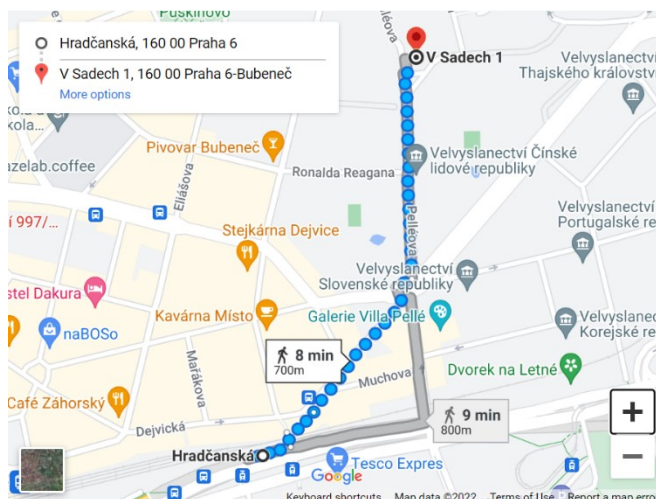 Puškinovo
Hradčanská, 160 00 Praha 6
V Sadech 1, 160 00 Praha 6-Bubeneč
More options
V Sadech 1
Velvyslanectví
Thajského království
Pivovar Bubeneč
Eliášova
Ronalda Reagana
Velvyslanectví Čínské
lidové republiky
azelab.coffee
Pelléova
Velvyslanectví
Portugalské re
í 997/...
Stejkárna Dejvice
Velvyslanectví
Slovenské republiky
stel Dakura
Kavárna Místo
Galerie Villa Pellé
Velvyslanectví
Korejské re
naBOSo
8 min
700m
Mařákova
Muchova
Dvorek na Letné
Café Záhorský
Dejvická
9 min
800m
Hradčanská
Tesco Expres
Google
Keyboard shortcuts
Map data ©2022
Terms of Use
Report a map error